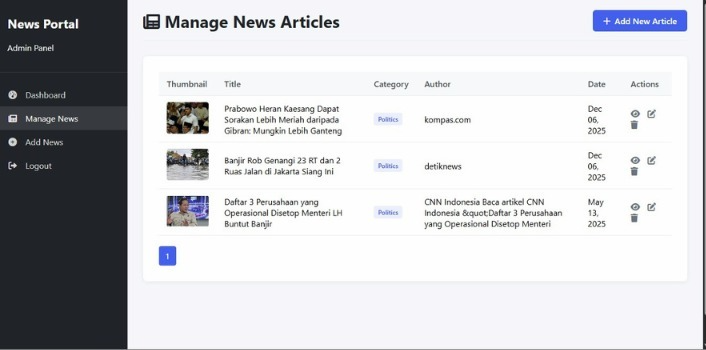 News Portal
Admin Panel
Dashboard
Manage News
Add News
Logout
Manage News Articles
+ Add New Article
Thumbnail Title Category Author Date Actions
Prabowo Heran Kaesang Dapat
Sorakan Lebih Meriah daripada
Gibran: Mungkin Lebih Ganteng
Politics
kompas.com
Dec
06,
2025
Banjir Rob Genangi 23 RT dan 2
Ruas Jalan di Jakarta Siang Ini
Politics
detiknews
Dec
06,
2025
Daftar 3 Perusahaan yang
Operasional Disetop Menteri LH
Buntut Banjir
Politics
CNN Indonesia Baca artikel CNN
Indonesia &quot;Daftar 3 Perusahaan
yang Operasional Disetop Menteri
May
13,
2025
1